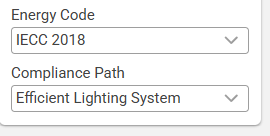 Energy Code
IECC 2018
Compliance Path
Efficient Lighting System